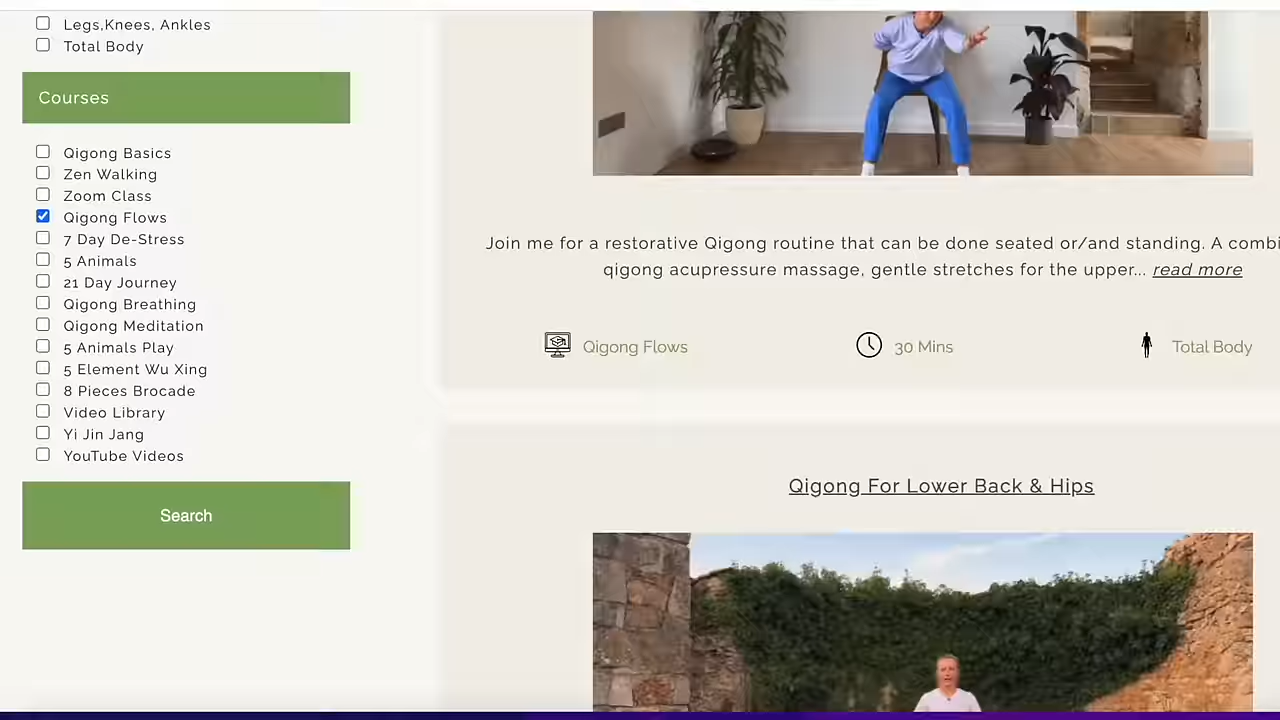 Legs,Knees, Ankles
Total Body
Courses
Qigong Basics
Zen Walking
Zoom Class
Qigong Flows
7 Day De-Stress
5 Animals
21 Day Journey
Qigong Breathing
Qigong Meditation
5 Animals Play
5 Element Wu Xing
8 Pieces Brocade
Video Library
Yi Jin Jang
YouTube Videos
Search
Join me for a restorative Qigong routine that can be done seated or/and standing. A combi
qigong acupressure massage, gentle stretches for the upper... read more
Qigong Flows
30 Mins
Total Body
Qigong For Lower Back & Hips